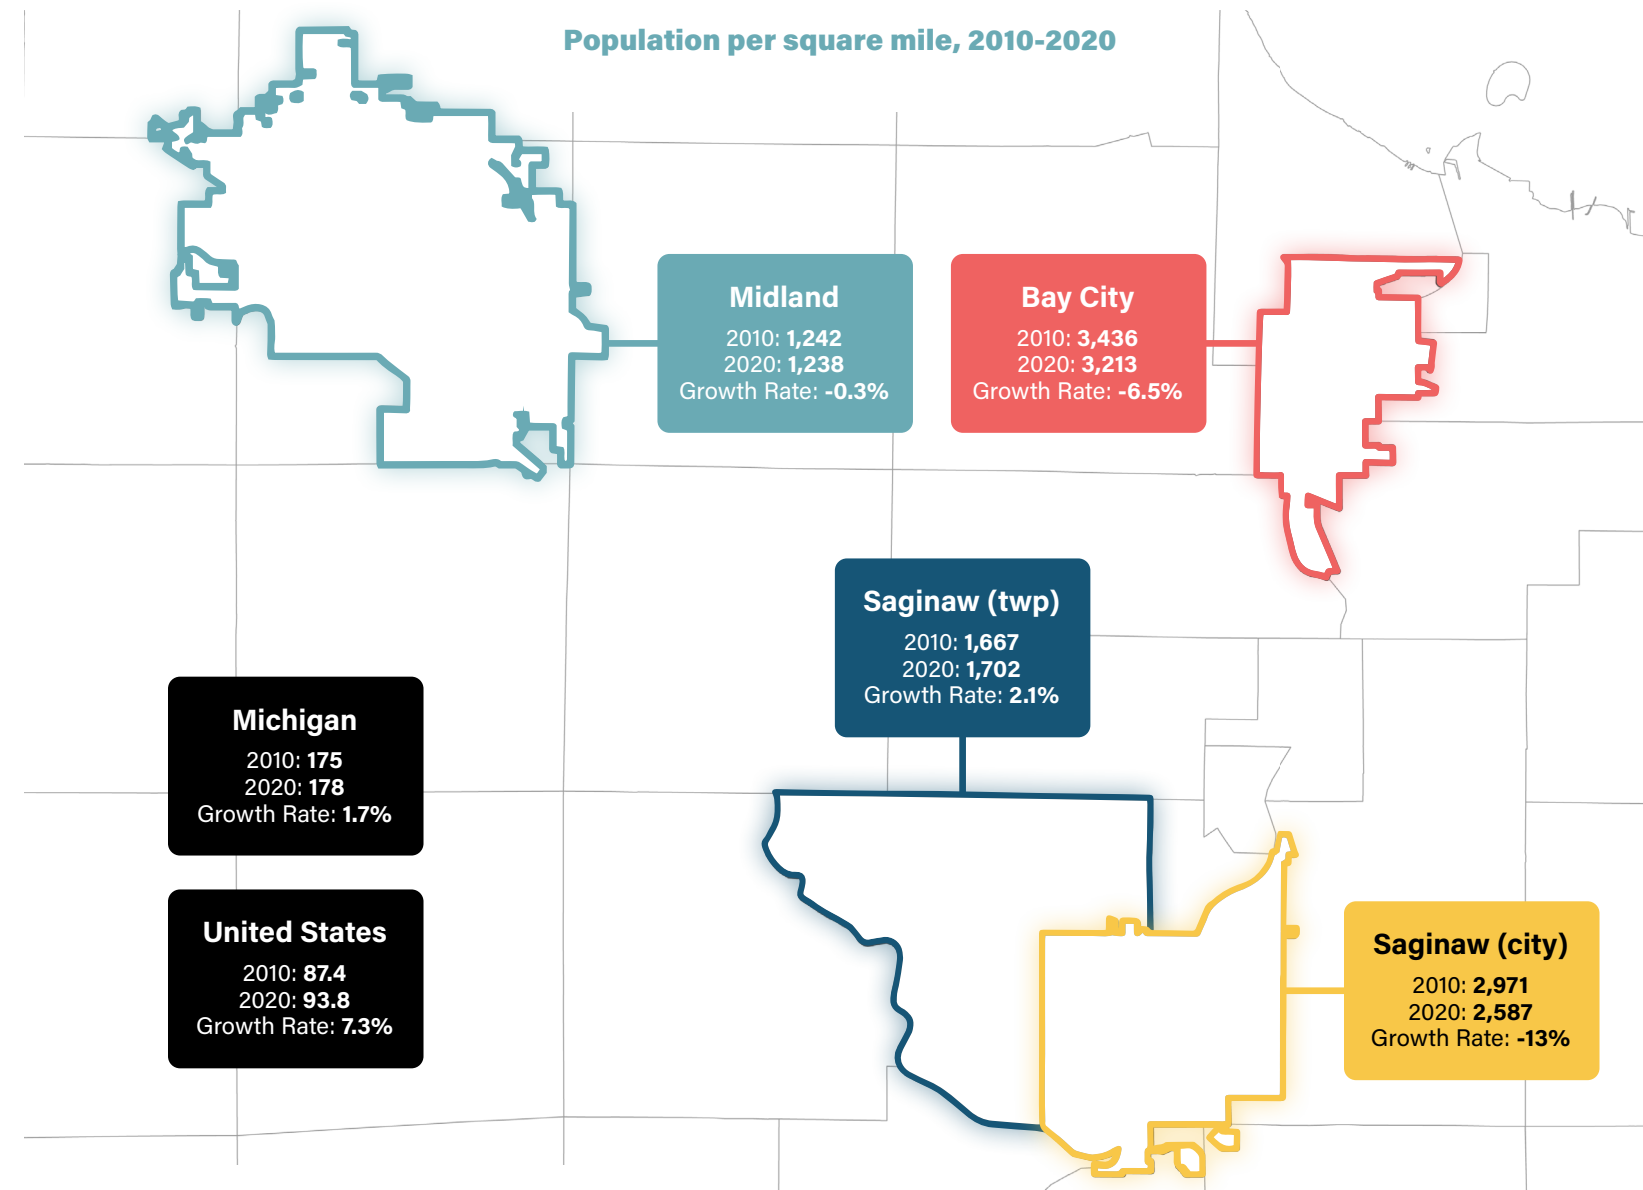 Population per square mile, 2010-2020
Midland
2010: 1,242
2020: 1,238
Growth Rate: -0.3%
Bay City
2010: 3,436
2020: 3,213
Growth Rate: -6.5%
Saginaw (twp)
2010: 1,667
2020: 1,702
Growth Rate: 2.1%
Michigan
2010: 175
2020: 178
Growth Rate: 1.7%
United States
2010: 87.4
2020: 93.8
Growth Rate: 7.3%
Saginaw (city)
2010: 2,971
2020: 2,587
Growth Rate: -13%